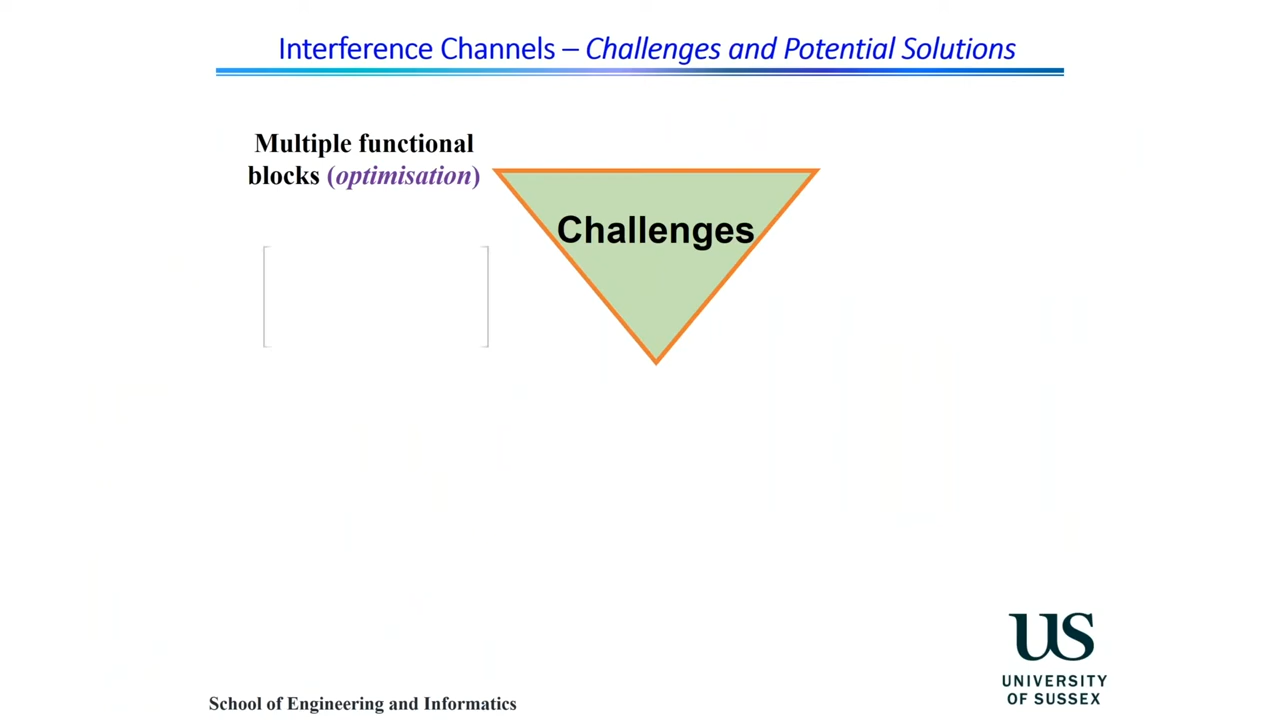 Interference Channels – Challenges and Potential Solutions
Multiple functional
blocks (optimisation)
Challenges
US
UNIVERSITY
OF SUSSEX
School of Engineering and Informatics